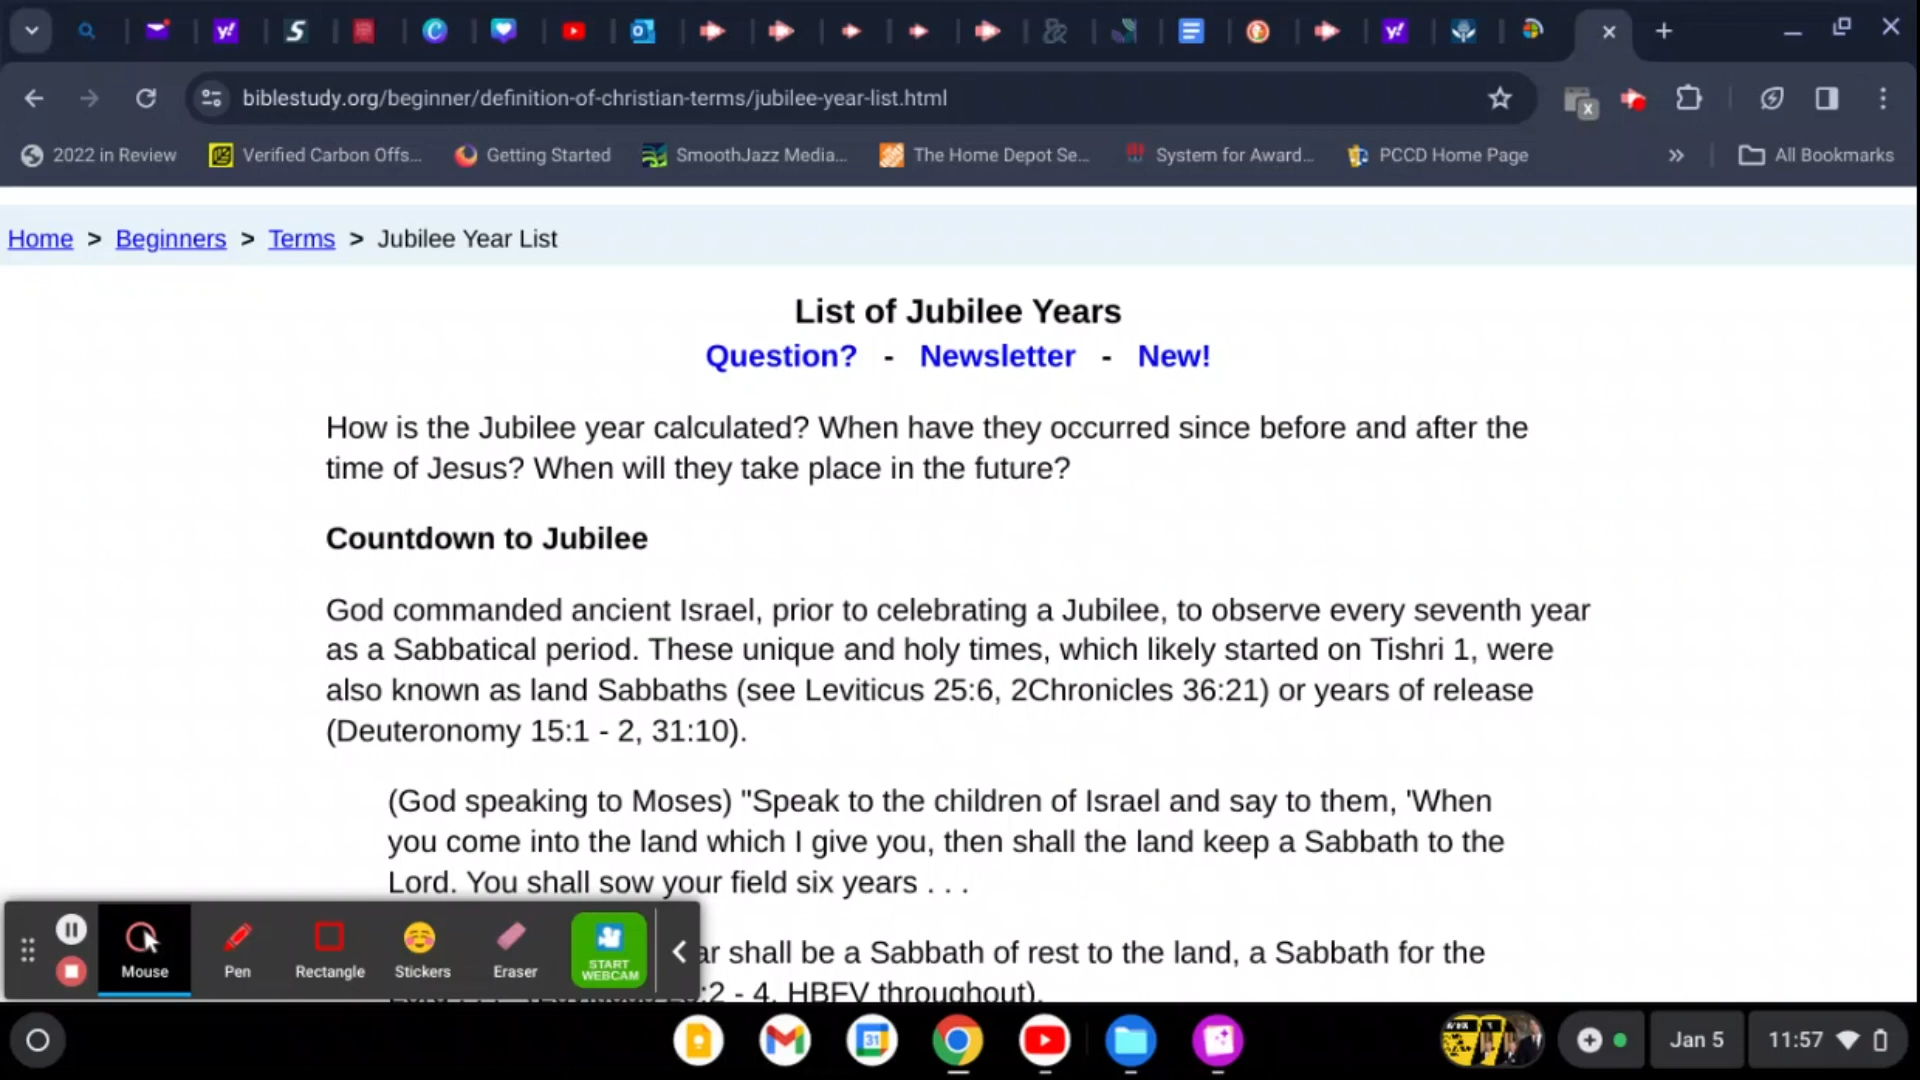 biblestudy.org/beginner/definition-of-christian-terms/jubilee-year-list.html
2022 in Review Verified Carbon Offs... Getting Started SmoothJazz Media... The Home Depot Se... System for Award... PCCD Home Page » All Bookmarks
Home > Beginners > Terms > Jubilee Year List
List of Jubilee Years
Question? - Newsletter - New!
How is the Jubilee year calculated? When have they occurred since before and after the
time of Jesus? When will they take place in the future?
Countdown to Jubilee
God commanded ancient Israel, prior to celebrating a Jubilee, to observe every seventh year
as a Sabbatical period. These unique and holy times, which likely started on Tishri 1, were
also known as land Sabbaths (see Leviticus 25:6, 2Chronicles 36:21) or years of release
(Deuteronomy 15:1 - 2, 31:10).
(God speaking to Moses) "Speak to the children of Israel and say to them, 'When
you come into the land which I give you, then shall the land keep a Sabbath to the
Lord. You shall sow your field six years . . .
ar shall be a Sabbath of rest to the land, a Sabbath for the
:2 - 4, HBFV throughout).
Mouse Pen Rectangle Stickers Eraser START WEBCAM
31
Jan 5 11:57